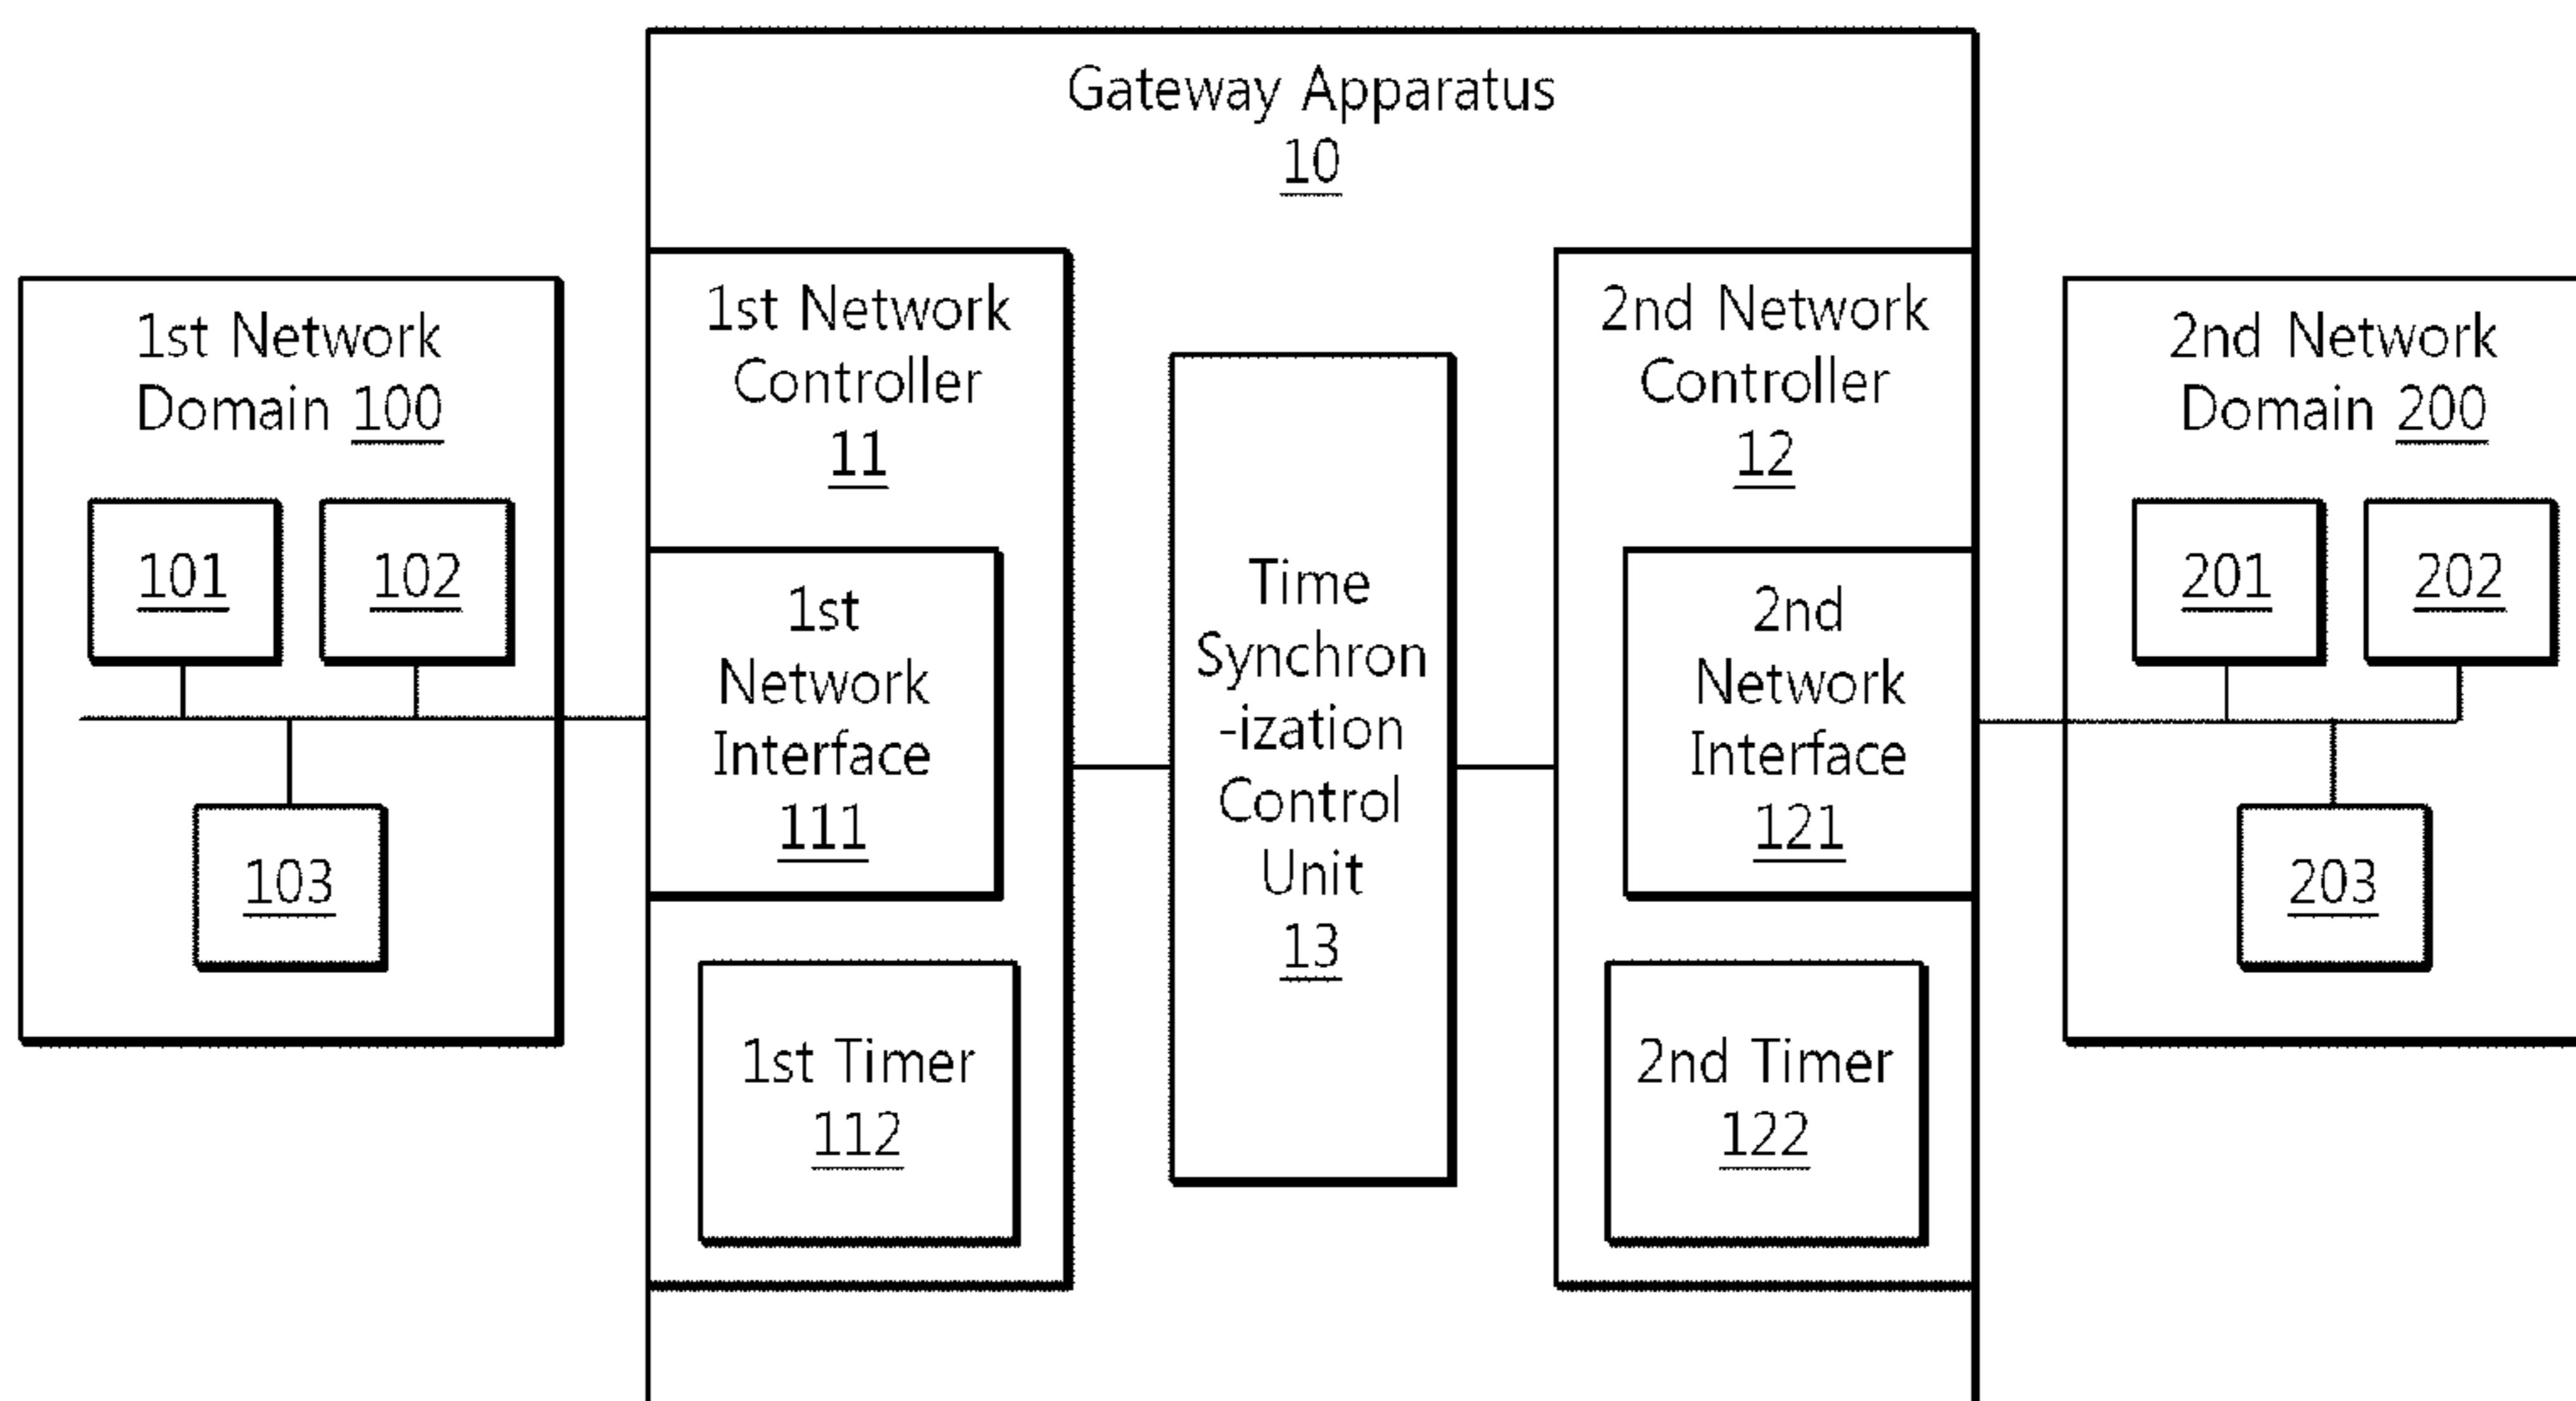 Gateway Apparatus
10
1st Network
Domain 100
101
102
103
1st Network
Controller
11
1st
Network
Interface
111
1st Timer
112
Time
Synchron
-ization
Control
Unit
13
2nd Network
Controller
12
2nd
Network
Interface
121
2nd Timer
122
2nd Network
Domain 200
201
202
203